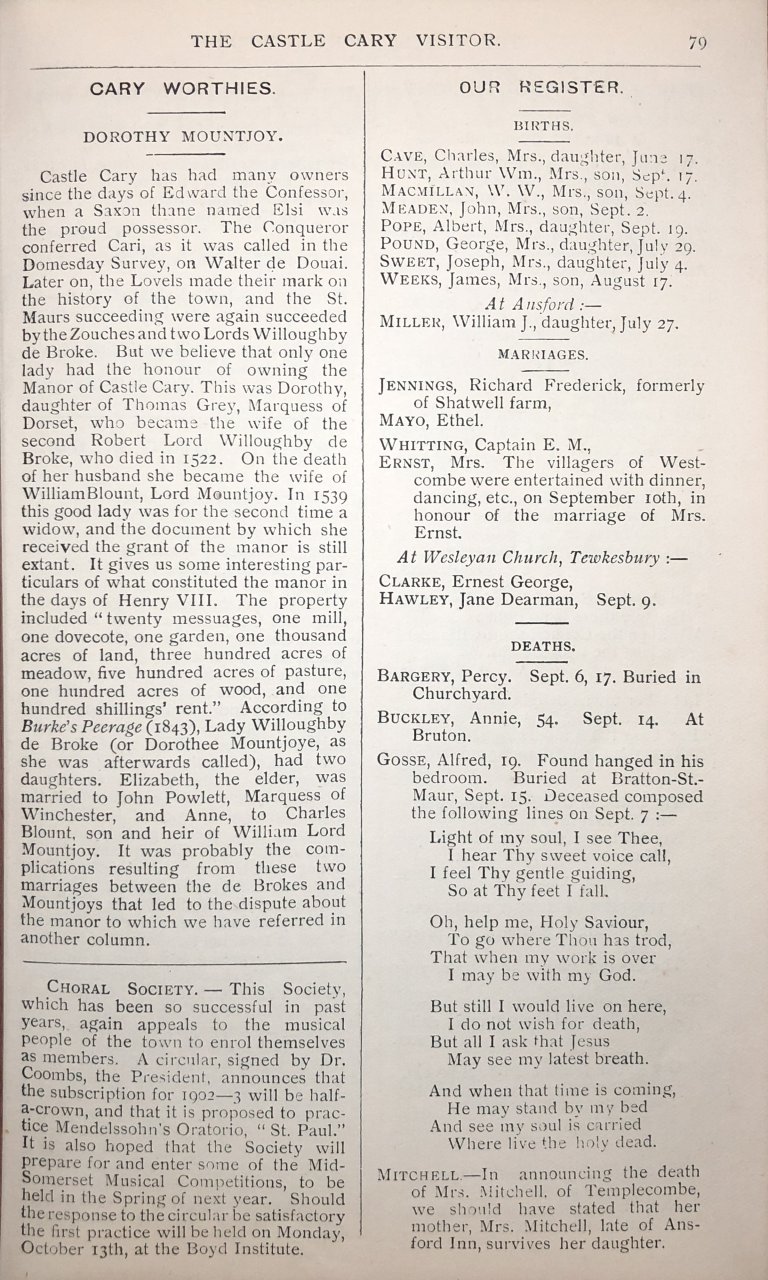 THE CASTLE CARY VISITOR. 79
CARY WORTHIES.
DOROTHY MOUNTJOY.
Castle Cary has had many owners
since the days of Edward the Confessor,
when a Saxon thane named Elsi was
the proud possessor. The Conqueror
conferred Cari, as it was called in the
Domesday Survey, on Walter de Douai.
Later on, the Lovels made their mark on
the history of the town, and the St.
Maurs succeeding were again succeeded
by the Zouches and two Lords Willoughby
de Broke. But we believe that only one
lady had the honour of owning the
Manor of Castle Cary. This was Dorothy,
daughter of Thomas Grey, Marquess of
Dorset, who became the wife of the
second Robert Lord Willoughby de
Broke, who died in 1522. On the death
of her husband she became the wife of
William Blount, Lord Mountjoy. In 1539
this good lady was for the second time a
widow, and the document by which she
received the grant of the manor is still
extant. It gives us some interesting par-
ticulars of what constituted the manor in
the days of Henry VIII. The property
included "twenty messuages, one mill,
one dovecote, one garden, one thousand
acres of land, three hundred acres of
meadow, five hundred acres of pasture,
one hundred acres of wood, and one
hundred shillings' rent." According to
Burke's Peerage (1843), Lady Willoughby
de Broke (or Dorothee Mountjoye, as
she was afterwards called), had two
daughters. Elizabeth, the elder, was
married to John Powlett, Marquess of
Winchester, and Anne, to Charles
Blount, son and heir of William Lord
Mountjoy. It was probably the com-
plications resulting from these two
marriages between the de Brokes and
Mountjoys that led to the dispute about
the manor to which we have referred in
another column.
CHORAL SOCIETY. — This Society,
which has been so successful in past
years, again appeals to the musical
people of the town to enrol themselves
as members. A circular, signed by Dr.
Coombs, the President, announces that
the subscription for 1902—3 will be half-
a-crown, and that it is proposed to prac-
tice Mendelssohn's Oratorio, "St. Paul."
It is also hoped that the Society will
prepare for and enter some of the Mid-
Somerset Musical Competitions, to be
held in the Spring of next year. Should
the response to the circular be satisfactory
the first practice will be held on Monday,
October 13th, at the Boyd Institute.
OUR REGISTER.
BIRTHS.
CAVE, Charles, Mrs., daughter, June 17.
HUNT, Arthur Wm., Mrs., son, Sept. 17.
MACMILLAN, W. W., Mrs., son, Sept. 4.
MEADEN, John, Mrs., son, Sept. 2.
POPE, Albert, Mrs., daughter, Sept. 19.
POUND, George, Mrs., daughter, July 29.
SWEET, Joseph, Mrs., daughter, July 4.
WEEKS, James, Mrs., son, August 17.
At Ansford :—
MILLER, William J., daughter, July 27.
MARRIAGES.
JENNINGS, Richard Frederick, formerly
of Shatwell farm,
MAYO, Ethel.
WHITTING, Captain E. M.,
ERNST, Mrs. The villagers of West-
combe were entertained with dinner,
dancing, etc., on September 10th, in
honour of the marriage of Mrs.
Ernst.
At Wesleyan Church, Tewkesbury :—
CLARKE, Ernest George,
HAWLEY, Jane Dearman, Sept. 9.
DEATHS.
BARGERY, Percy. Sept. 6, 17. Buried in
Churchyard.
BUCKLEY, Annie, 54. Sept. 14. At
Bruton.
GOSSE, Alfred, 19. Found hanged in his
bedroom. Buried at Bratton-St.-
Maur, Sept. 15. Deceased composed
the following lines on Sept. 7 :—
Light of my soul, I see Thee,
I hear Thy sweet voice call,
I feel Thy gentle guiding,
So at Thy feet I fall.
Oh, help me, Holy Saviour,
To go where Thou has trod,
That when my work is over
I may be with my God.
But still I would live on here,
I do not wish for death,
But all I ask that Jesus
May see my latest breath.
And when that time is coming,
He may stand by my bed
And see my soul is carried
Where live the holy dead.
MITCHELL.—In announcing the death
of Mrs. Mitchell, of Templecombe,
we should have stated that her
mother, Mrs. Mitchell, late of Ans-
ford Inn, survives her daughter.